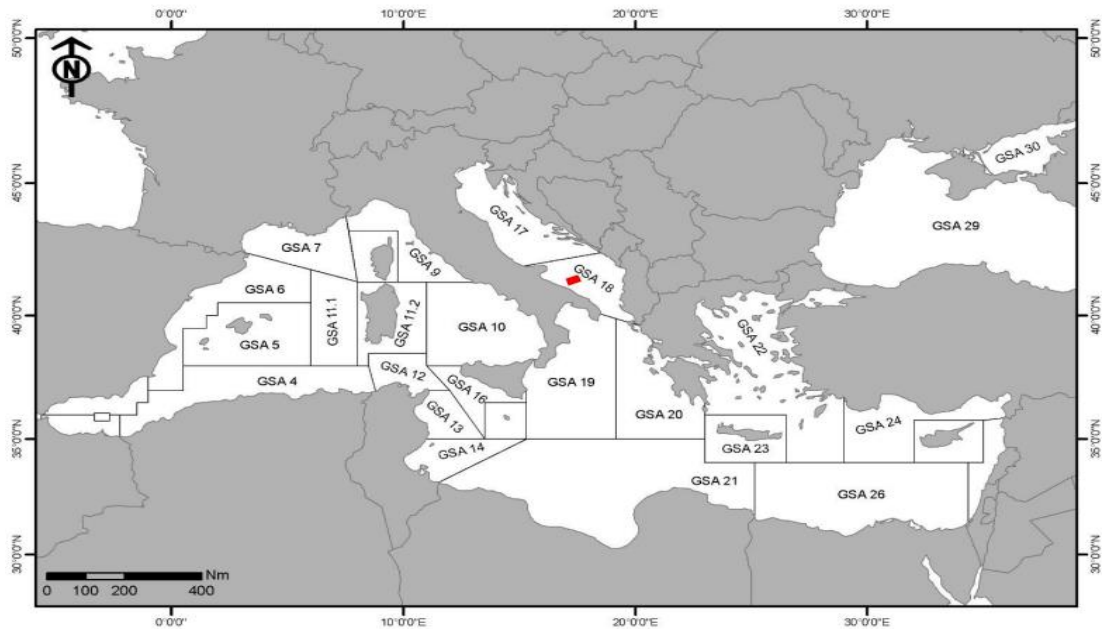 0°0'0" 10°0'0"E 20°0'0"E 30°0'0"E
50°0'0"N 50°0'0"N
N
GSA 30
45°0'0"N 45°0'0"N
GSA 17
GSA 29
GSA 7
GSA 9
GSA 18
GSA 6
GSA 11.1
GSA 11.2
GSA 10
GSA 22
40°0'0"N 40°0'0"N
GSA 5
GSA 4
GSA 12
GSA 16
GSA 19
GSA 20
GSA 24
GSA 13
GSA 23
35°0'0"N 35°0'0"N
GSA 14
GSA 21
GSA 26
30°0'0"N 30°0'0"N
Nm
0 100 200 400
0°0'0" 10°0'0"E 20°0'0"E 30°0'0"E